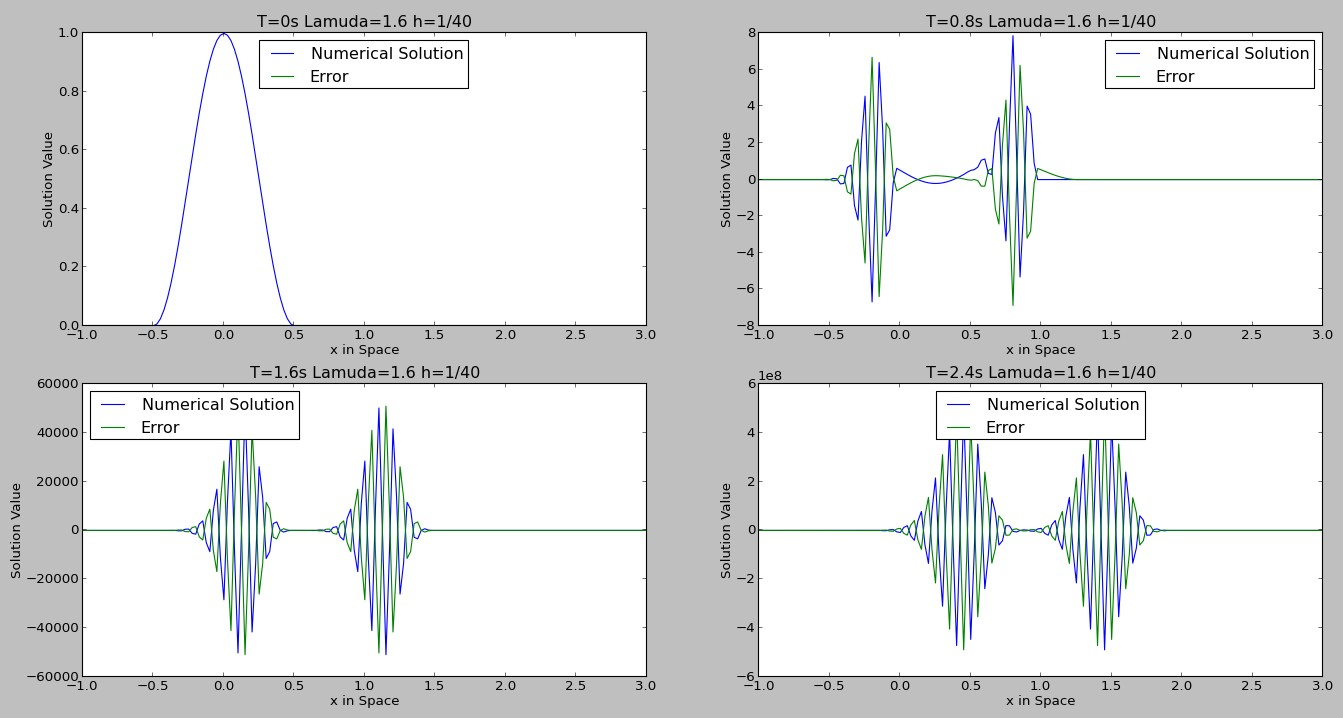 T=0s Lamuda=1.6 h=1/40
Numerical Solution
Error
Solution Value
1.0
0.8
0.6
0.4
0.2
0.0
−1.0 −0.5 0.0 0.5 1.0 1.5 2.0 2.5 3.0
x in Space
T=0.8s Lamuda=1.6 h=1/40
Numerical Solution
Error
Solution Value
8
6
4
2
0
−2
−4
−6
−8
−1.0 −0.5 0.0 0.5 1.0 1.5 2.0 2.5 3.0
x in Space
T=1.6s Lamuda=1.6 h=1/40
Numerical Solution
Error
Solution Value
60000
40000
20000
0
−20000
−40000
−60000
−1.0 −0.5 0.0 0.5 1.0 1.5 2.0 2.5 3.0
x in Space
T=2.4s Lamuda=1.6 h=1/40
1e8
Numerical Solution
Error
Solution Value
6
4
2
0
−2
−4
−6
−1.0 −0.5 0.0 0.5 1.0 1.5 2.0 2.5 3.0
x in Space